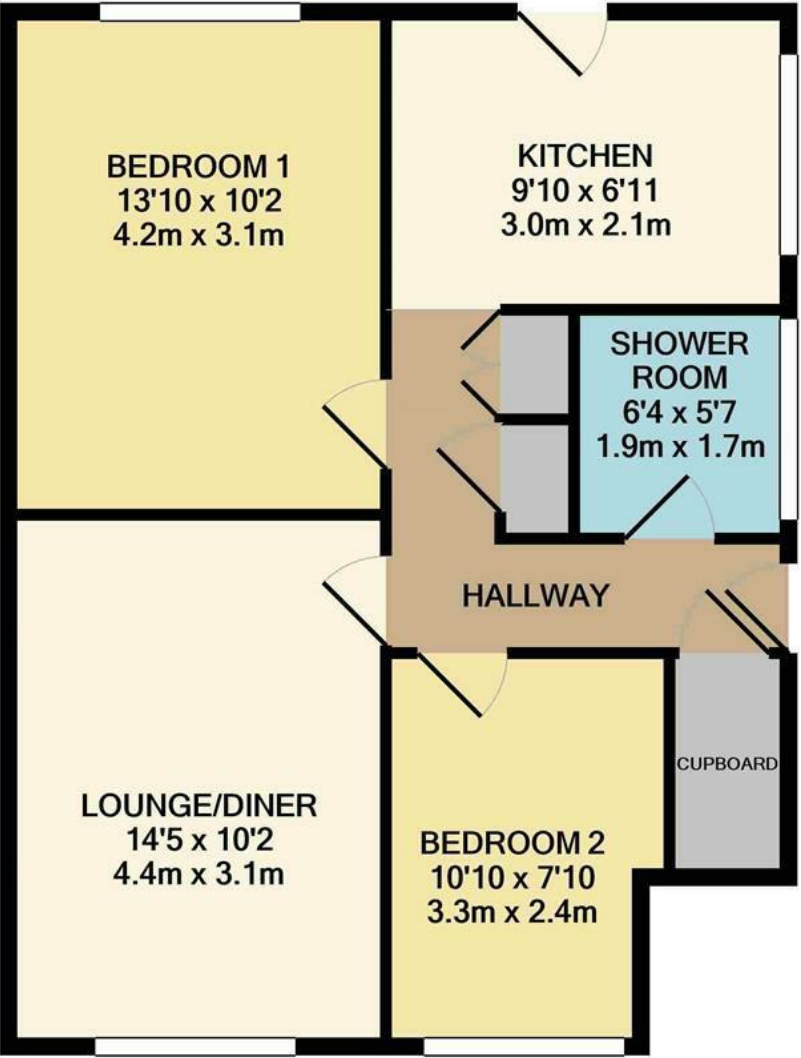 BEDROOM 1
13'10 x 10'2
4.2m x 3.1m
KITCHEN
9'10 x 6'11
3.0m x 2.1m
SHOWER
ROOM
6'4 x 5'7
1.9m x 1.7m
HALLWAY
LOUNGE/DINER
14'5 x 10'2
4.4m x 3.1m
BEDROOM 2
10'10 x 7'10
3.3m x 2.4m
CUPBOARD